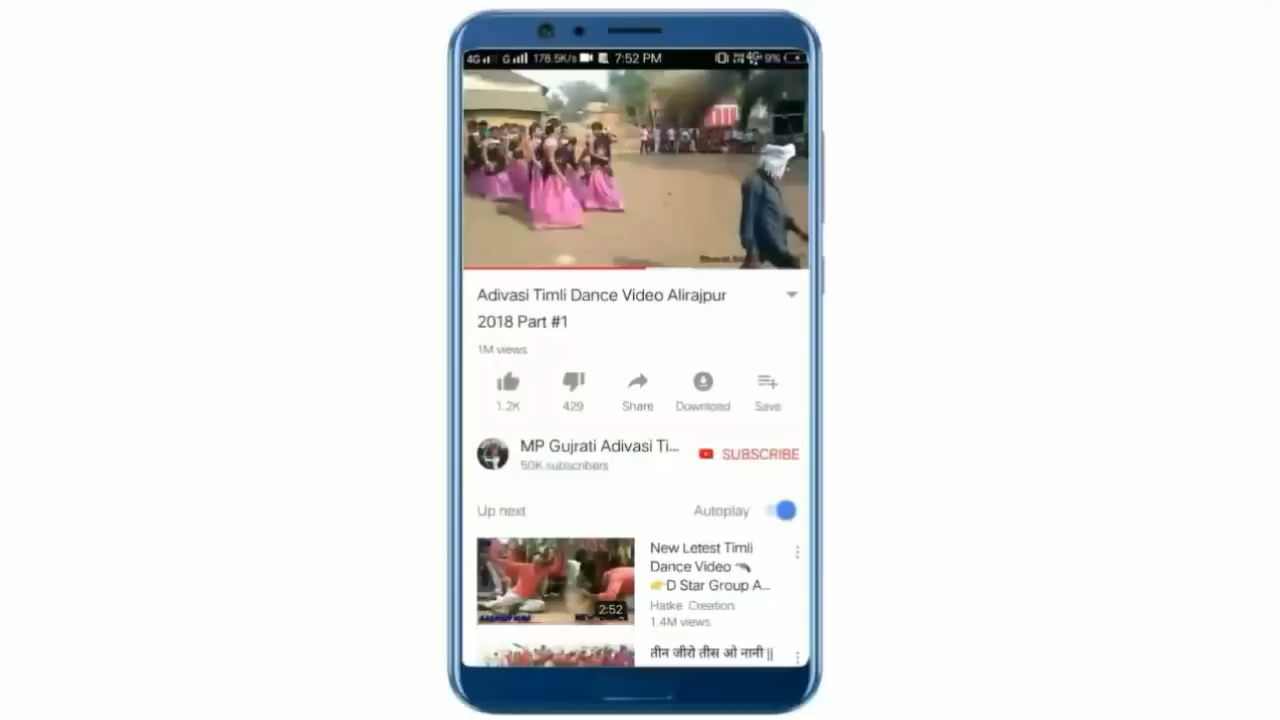 4G G 178.5K/s 7:52 PM 4G+ 9%
Adivasi Timli Dance Video Alirajpur
2018 Part #1
1M views
1.2K 429 Share Download Save
MP Gujrati Adivasi Ti...
50K subscribers
SUBSCRIBE
Up next Autoplay
New Letest Timli
Dance Video 🔫
👉D Star Group A...
Hatke Creation
1.4M views
2:52
तीन जीरो तीस ओ नानी ||